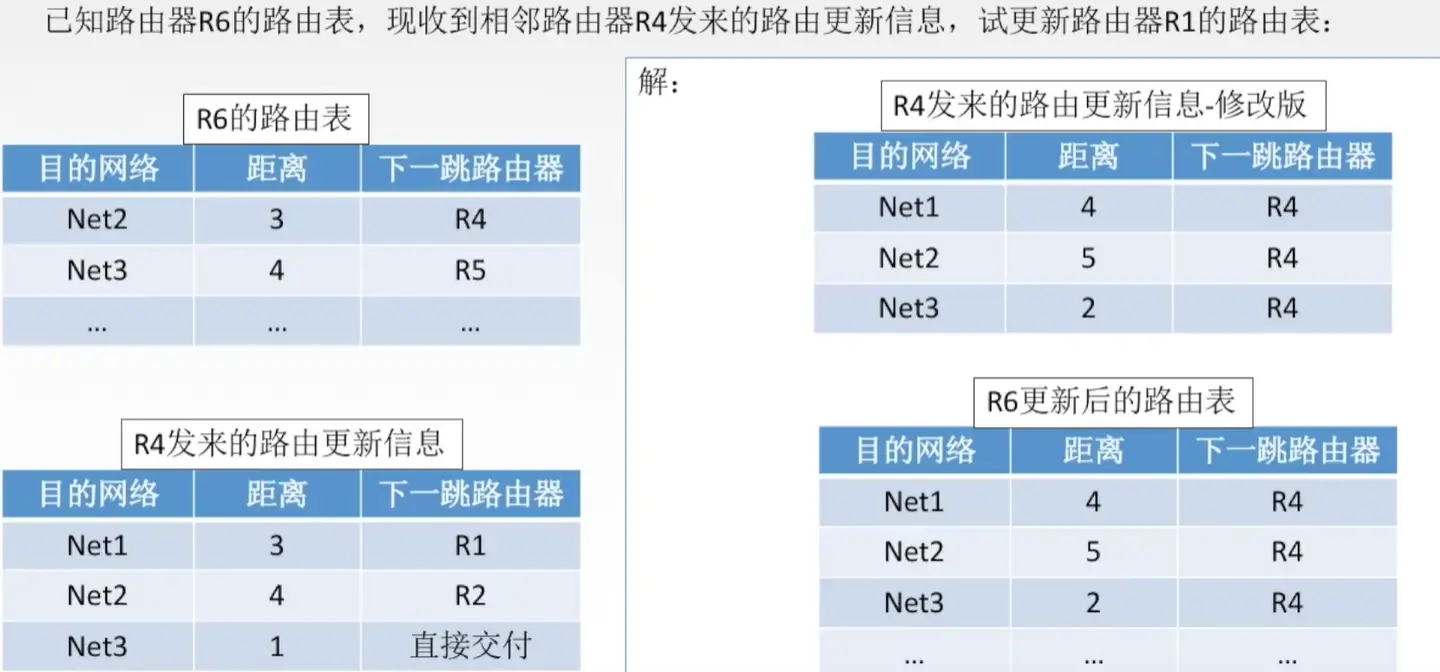 已知路由器R6的路由表，现收到相邻路由器R4发来的路由更新信息，试更新路由器R1的路由表：
R6的路由表
目的网络 距离 下一跳路由器
Net2 3 R4
Net3 4 R5
... ... ...
R4发来的路由更新信息
目的网络 距离 下一跳路由器
Net1 3 R1
Net2 4 R2
Net3 1 直接交付
解：
R4发来的路由更新信息-修改版
目的网络 距离 下一跳路由器
Net1 4 R4
Net2 5 R4
Net3 2 R4
R6更新后的路由表
目的网络 距离 下一跳路由器
Net1 4 R4
Net2 5 R4
Net3 2 R4
... ... ...